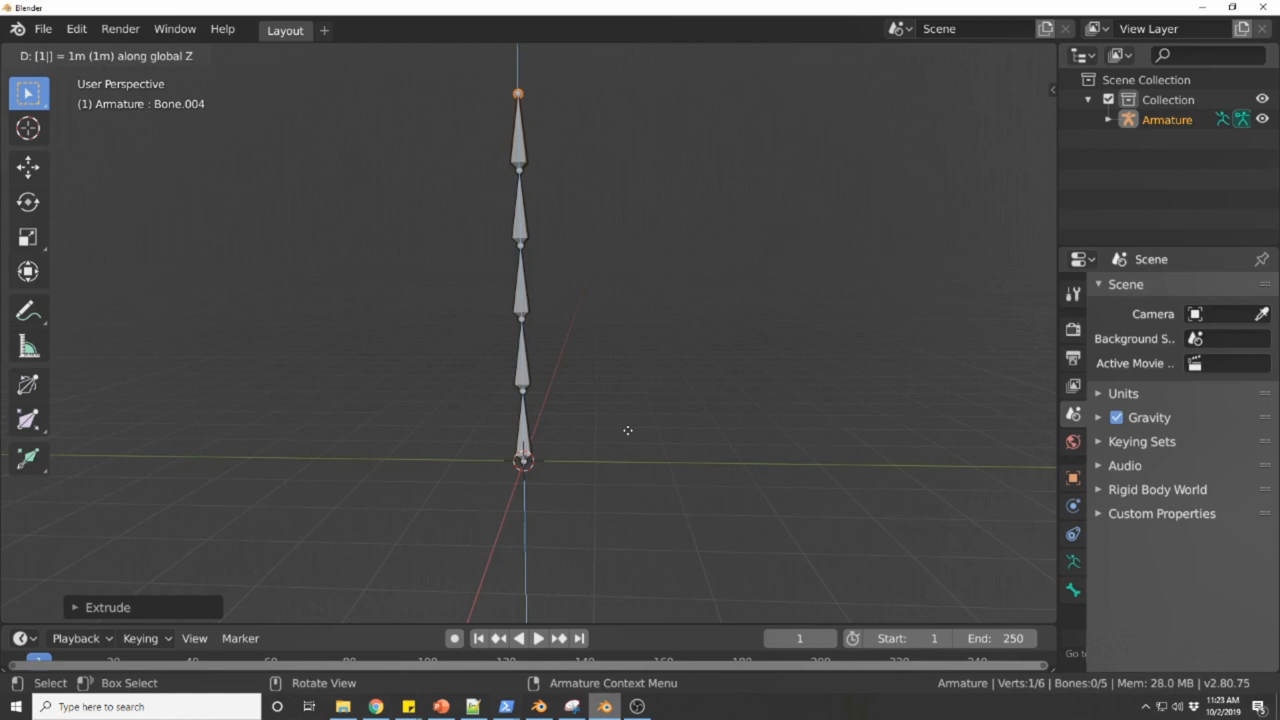 Blender
File Edit Render Window Help Layout Scene View Layer
D: [1|] = 1m (1m) along global Z
User Perspective
(1) Armature : Bone.004
Scene Collection
Collection
Armature
Scene
Scene
Camera
Background S..
Active Movie ..
Units
Gravity
Keying Sets
Audio
Rigid Body World
Custom Properties
Extrude
Playback Keying View Marker 1 Start: 1 End: 250
1
Select Box Select Rotate View Armature Context Menu Armature | Verts:1/6 | Bones:0/5 | Mem: 28.0 MB | v2.80.75
Type here to search
11:23 AM
10/2/2019